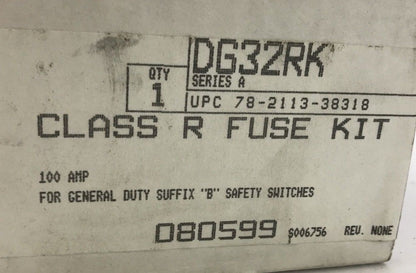 DG32RK
QTY
1
SERIES A
UPC 78-2113-38318
CLASS R FUSE KIT
100 AMP
FOR GENERAL DUTY SUFFIX "B" SAFETY SWITCHES
080599 S006756 REV. NONE